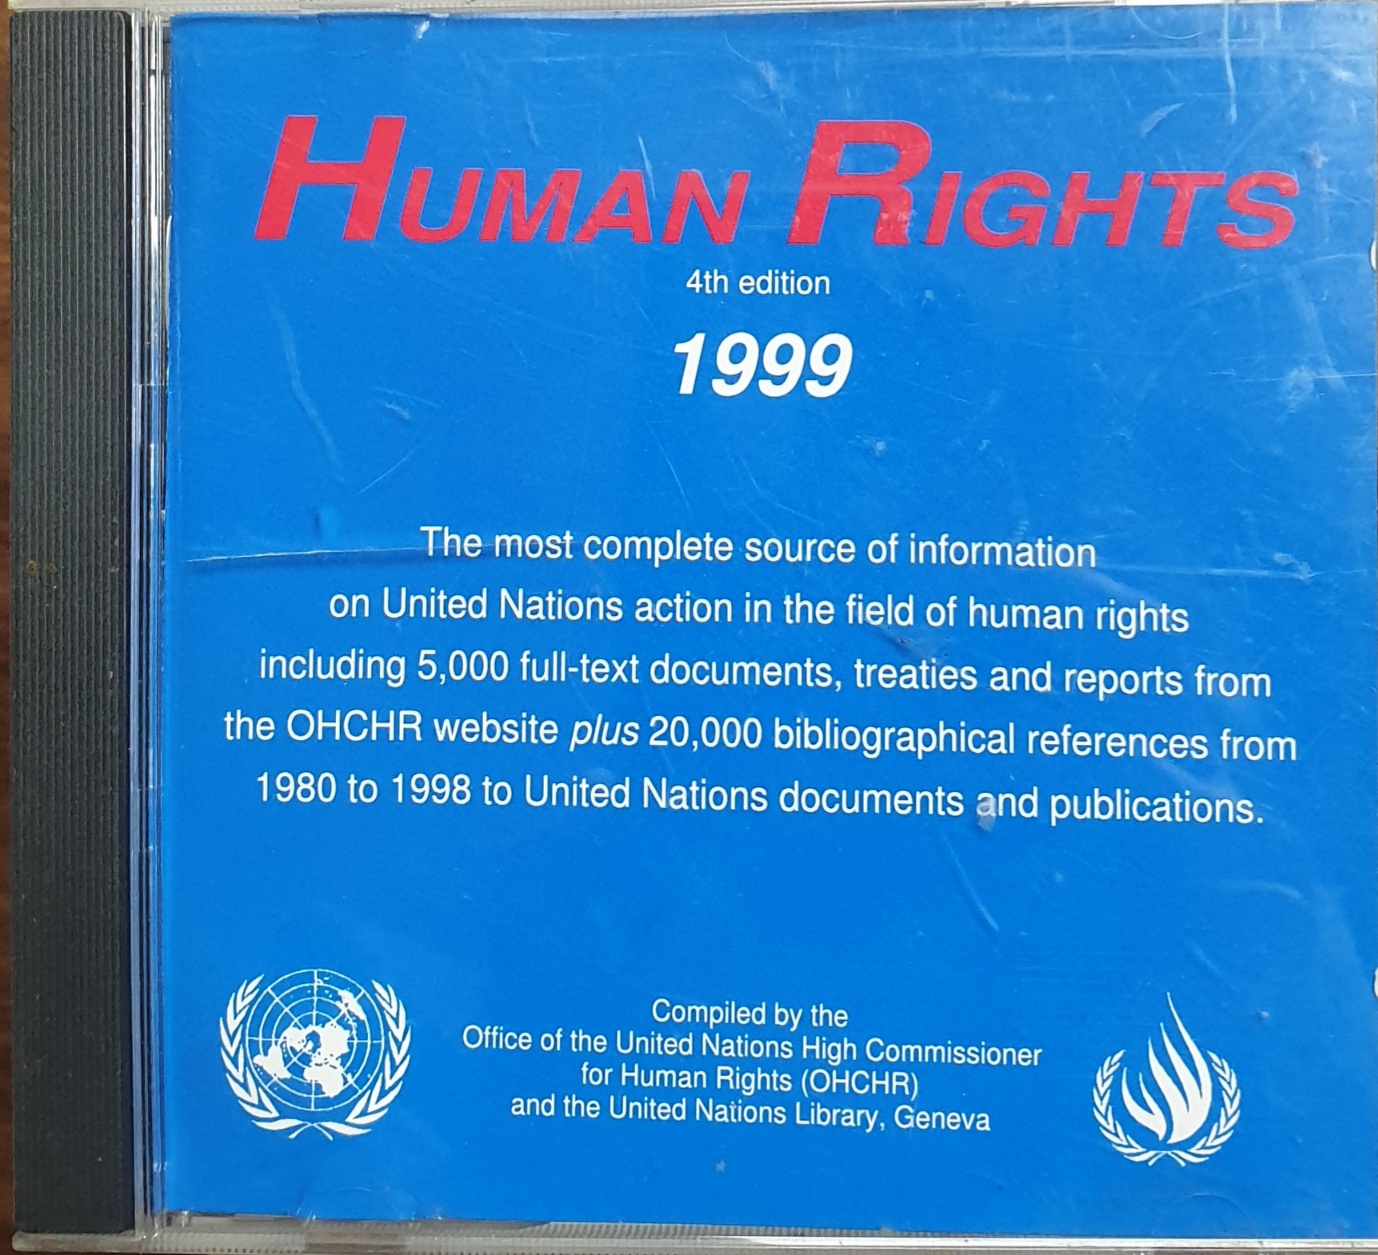 HUMAN RIGHTS
4th edition
1999
The most complete source of information
on United Nations action in the field of human rights
including 5,000 full-text documents, treaties and reports from
the OHCHR website plus 20,000 bibliographical references from
1980 to 1998 to United Nations documents and publications.
Compiled by the
Office of the United Nations High Commissioner
for Human Rights (OHCHR)
and the United Nations Library, Geneva